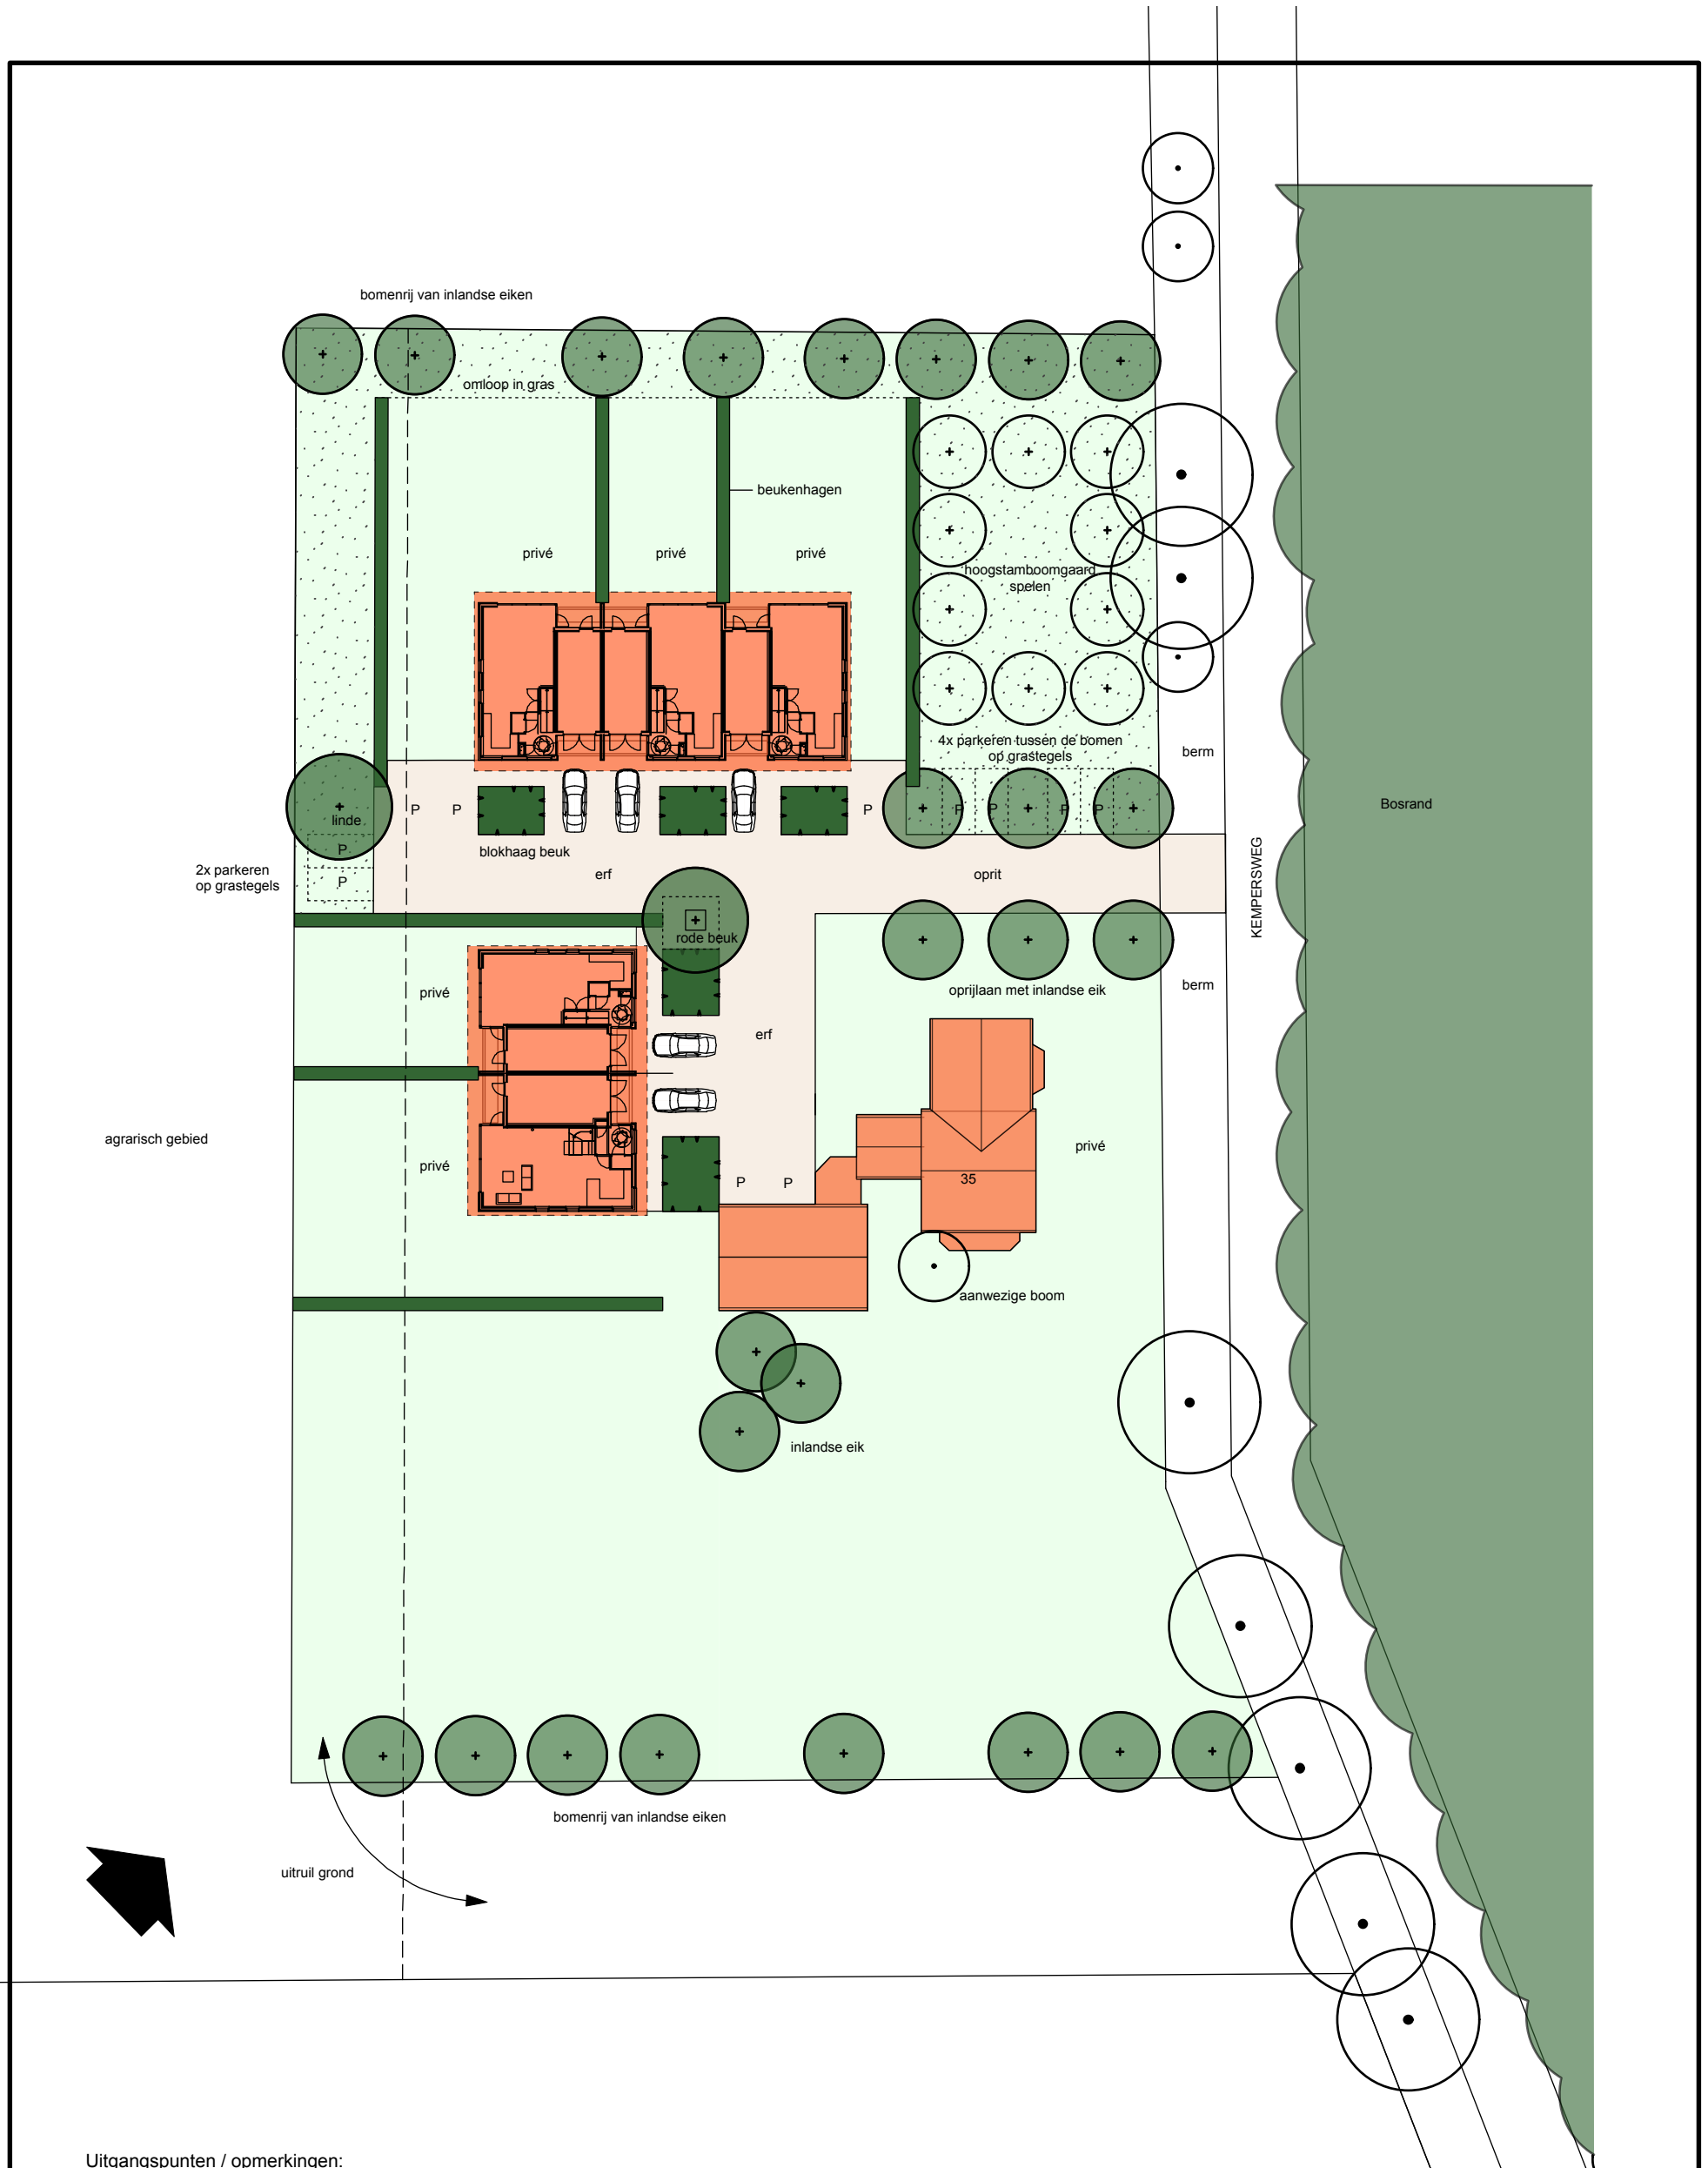 bomenrij van inlandse eiken
omloop in gras
beukenhagen
privé
privé
privé
hoogstamboomgaard
spelen
4x parkeren tussen de bomen
op grastegels
berm
Bosrand
linde
P
P
P
P
P
P
P
P
P
blokhaag beuk
2x parkeren
op grastegels
erf
oprit
KEMPERSWEG
rode beuk
privé
oprijlaan met inlandse eik
berm
erf
agrarisch gebied
privé
privé
35
P
P
aanwezige boom
inlandse eik
bomenrij van inlandse eiken
uitruil grond
Uitgangspunten / opmerkingen: